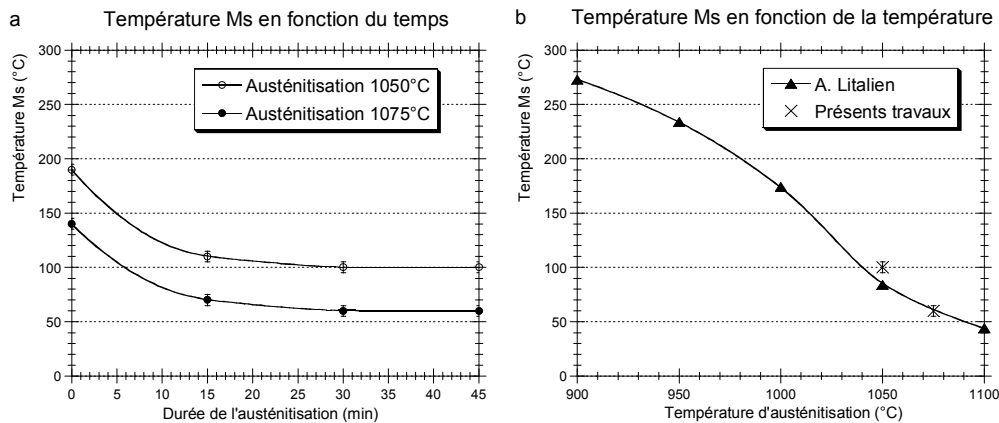 a
Température Ms en fonction du temps
Température Ms (°C)
300
250
200
150
100
50
0
Austénitisation 1050°C
Austénitisation 1075°C
0 5 10 15 20 25 30 35 40 45
Durée de l'austénitisation (min)
b
Température Ms en fonction de la température
Température Ms (°C)
300
250
200
150
100
50
0
A. Litalien
Présents travaux
900 950 1000 1050 1100
Température d'austénitisation (°C)